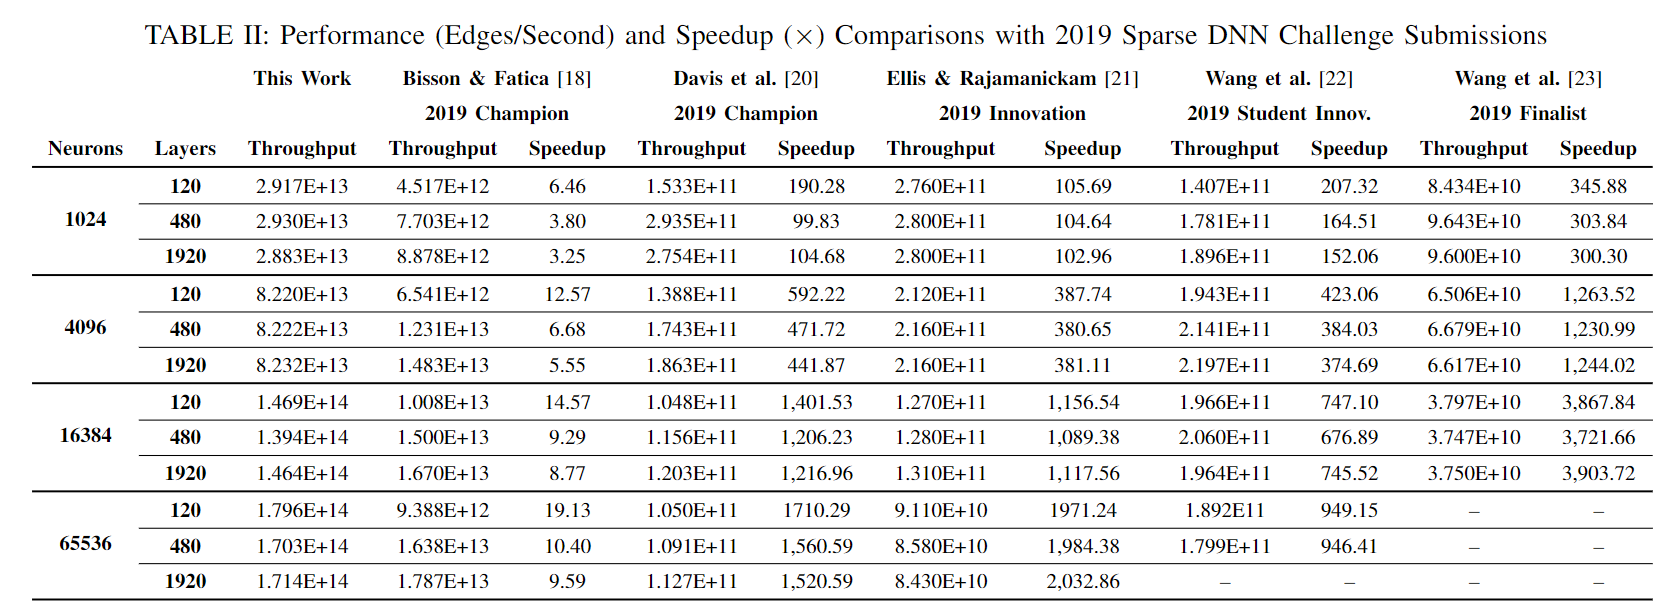 TABLE II: Performance (Edges/Second) and Speedup (×) Comparisons with 2019 Sparse DNN Challenge Submissions
This Work Bisson & Fatica [18] Davis et al. [20] Ellis & Rajamanickam [21] Wang et al. [22] Wang et al. [23]
2019 Champion 2019 Champion 2019 Innovation 2019 Student Innov. 2019 Finalist
Neurons Layers Throughput Throughput Speedup Throughput Speedup Throughput Speedup Throughput Speedup Throughput Speedup
120 2.917E+13 4.517E+12 6.46 1.533E+11 190.28 2.760E+11 105.69 1.407E+11 207.32 8.434E+10 345.88
1024 480 2.930E+13 7.703E+12 3.80 2.935E+11 99.83 2.800E+11 104.64 1.781E+11 164.51 9.643E+10 303.84
1920 2.883E+13 8.878E+12 3.25 2.754E+11 104.68 2.800E+11 102.96 1.896E+11 152.06 9.600E+10 300.30
120 8.220E+13 6.541E+12 12.57 1.388E+11 592.22 2.120E+11 387.74 1.943E+11 423.06 6.506E+10 1,263.52
4096 480 8.222E+13 1.231E+13 6.68 1.743E+11 471.72 2.160E+11 380.65 2.141E+11 384.03 6.679E+10 1,230.99
1920 8.232E+13 1.483E+13 5.55 1.863E+11 441.87 2.160E+11 381.11 2.197E+11 374.69 6.617E+10 1,244.02
120 1.469E+14 1.008E+13 14.57 1.048E+11 1,401.53 1.270E+11 1,156.54 1.966E+11 747.10 3.797E+10 3,867.84
16384 480 1.394E+14 1.500E+13 9.29 1.156E+11 1,206.23 1.280E+11 1,089.38 2.060E+11 676.89 3.747E+10 3,721.66
1920 1.464E+14 1.670E+13 8.77 1.203E+11 1,216.96 1.310E+11 1,117.56 1.964E+11 745.52 3.750E+10 3,903.72
120 1.796E+14 9.388E+12 19.13 1.050E+11 1710.29 9.110E+10 1971.24 1.892E11 949.15 – –
65536 480 1.703E+14 1.638E+13 10.40 1.091E+11 1,560.59 8.580E+10 1,984.38 1.799E+11 946.41 – –
1920 1.714E+14 1.787E+13 9.59 1.127E+11 1,520.59 8.430E+10 2,032.86 – – – –